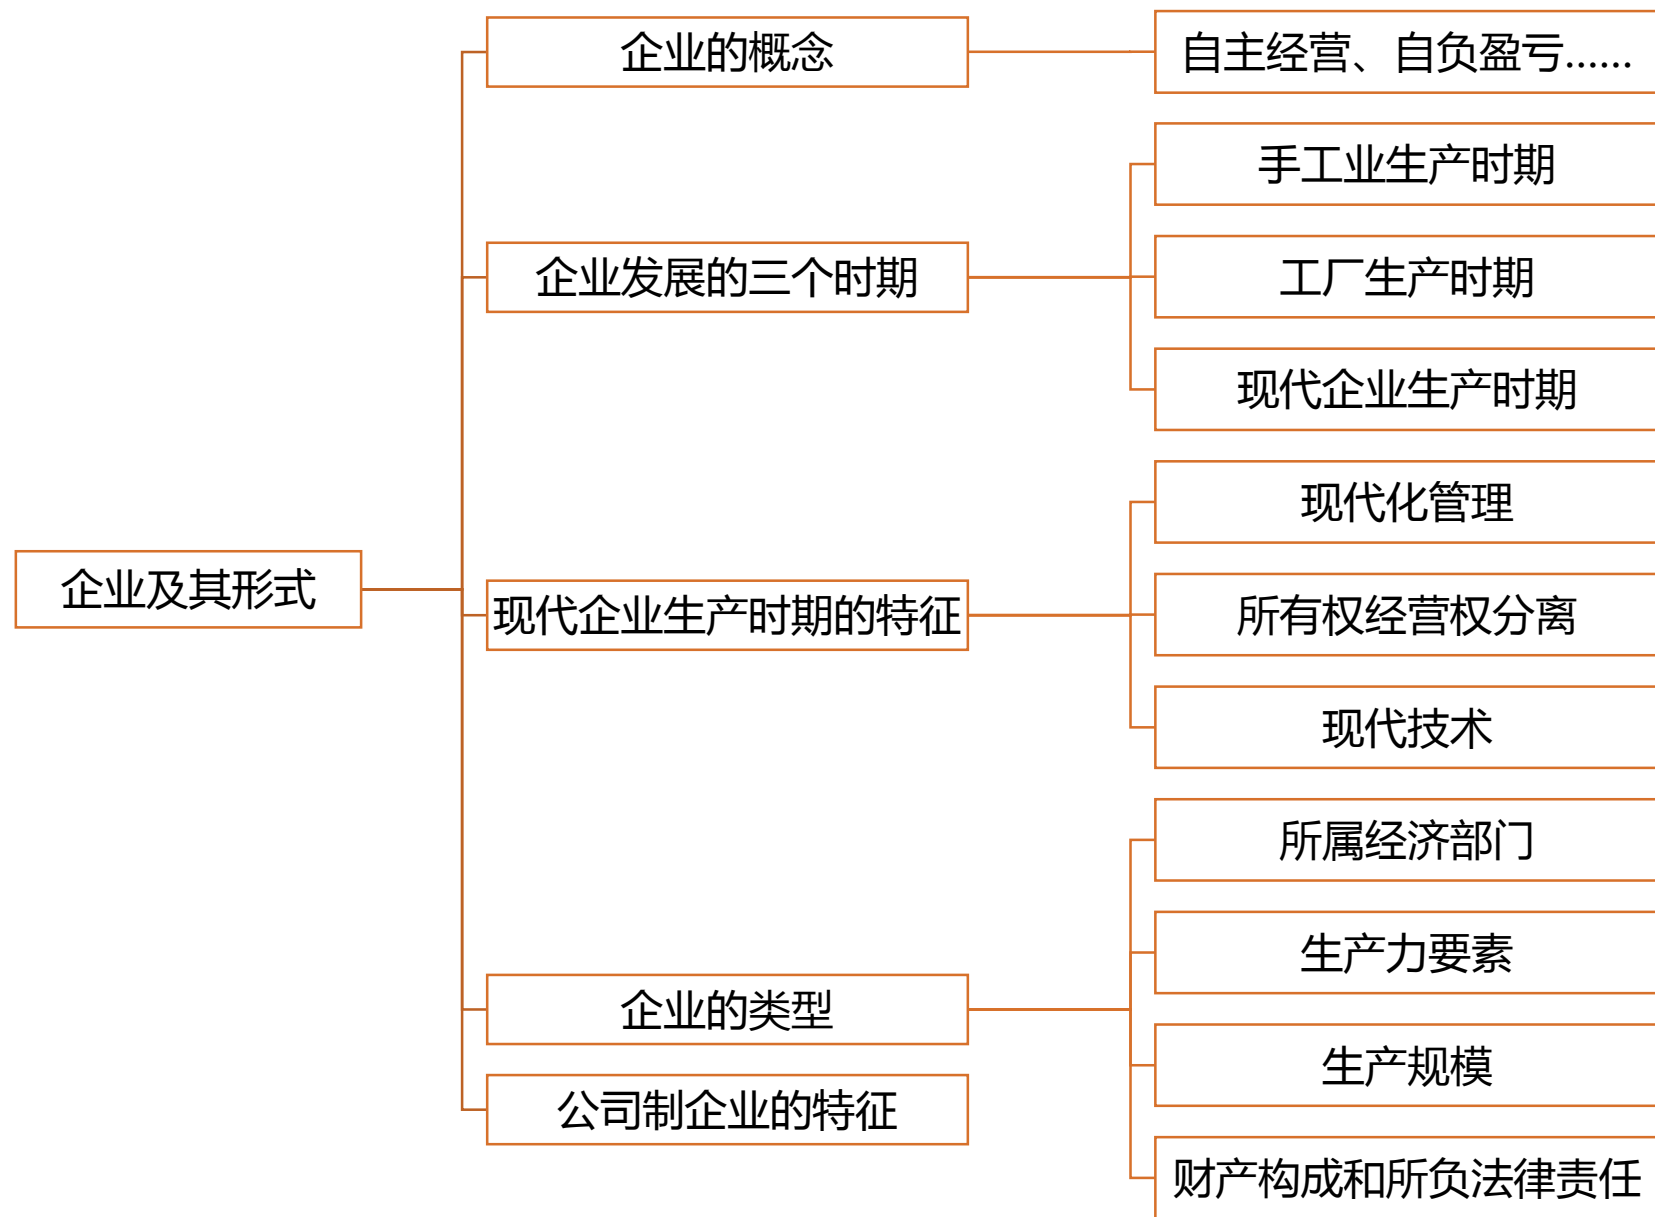 企业及其形式
企业的概念
自主经营、自负盈亏……
企业发展的三个时期
手工业生产时期
工厂生产时期
现代企业生产时期
现代企业生产时期的特征
现代化管理
所有权经营权分离
现代技术
企业的类型
所属经济部门
生产力要素
生产规模
财产构成和所负法律责任
公司制企业的特征